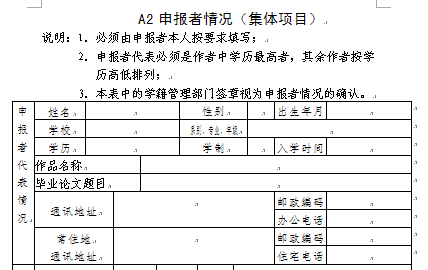 A2 申报者情况（集体项目）
说明：1．必须由申报者本人按要求填写；
2．申报者代表必须是作者中学历最高者，其余作者按学
历高低排列；
3．本表中的学籍管理部门签章视为申报者情况的确认。
申报者代表情况
姓名 性别 出生年月
学校 系别、专业、年级
学历 学制 入学时间
作品名称
毕业论文题目
通讯地址 邮政编码
办公电话
常住地
通讯地址 邮政编码
住宅电话